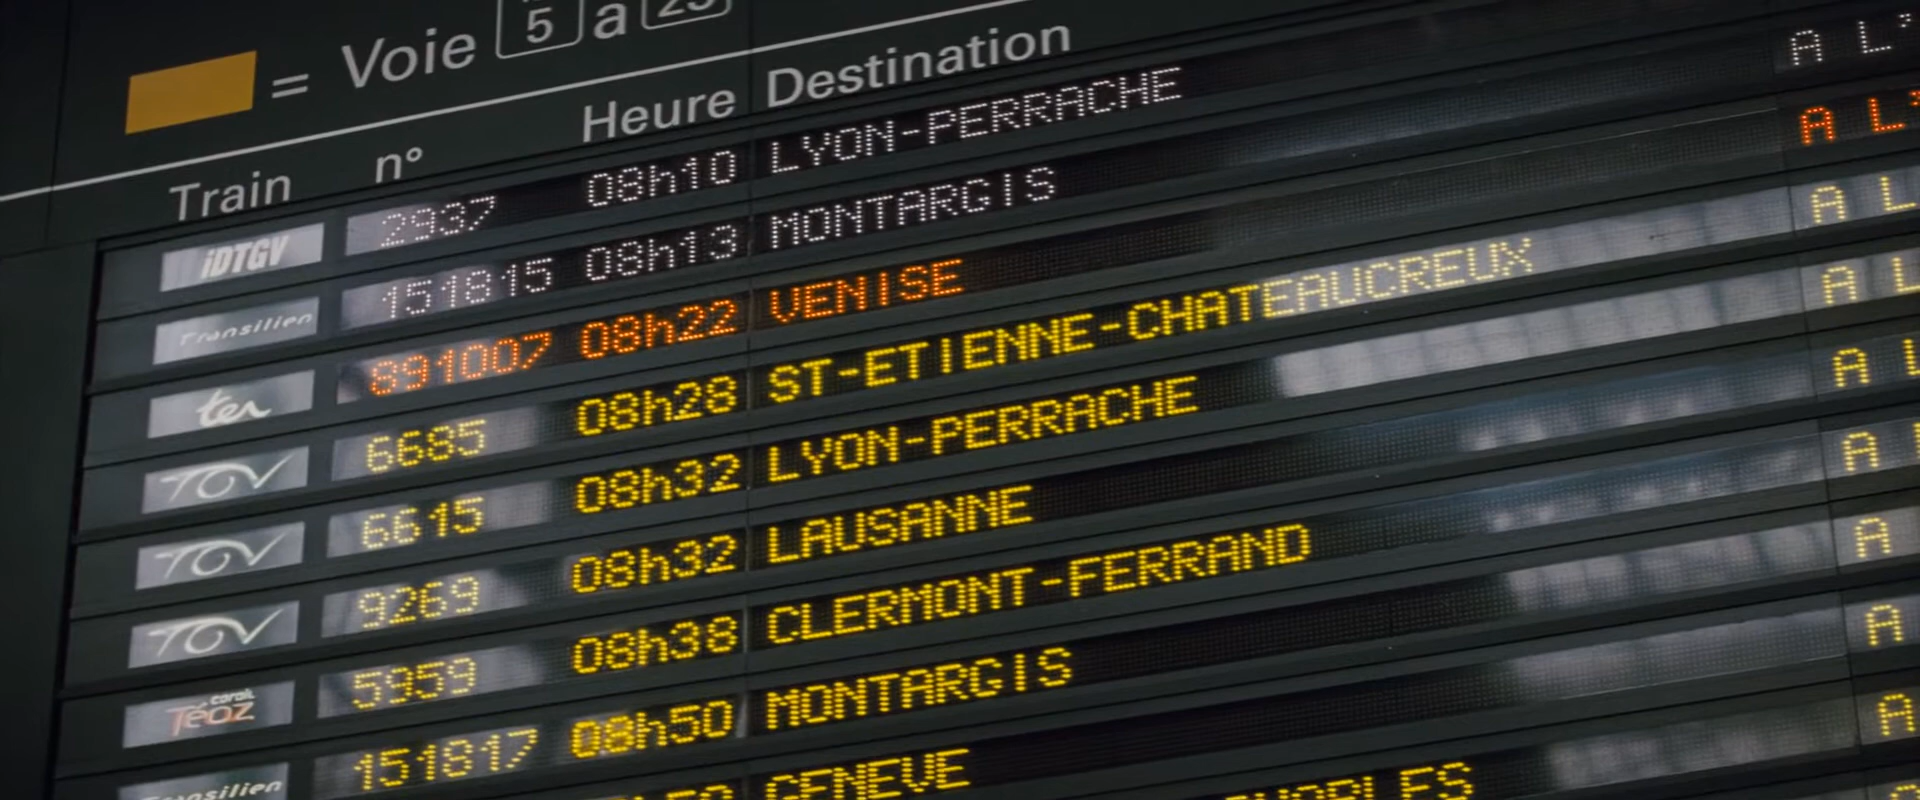 = Voie 5 à 23
Train n° Heure Destination
iDTGV 2937 08h10 LYON-PERRACHE A L'
Transilien 151815 08h13 MONTARGIS A L'
ter 891007 08h22 VENISE A L
TGV 6685 08h28 ST-ETIENNE-CHATEAUCREUX A L
TGV 6615 08h32 LYON-PERRACHE A L
TGV 9269 08h32 LAUSANNE A
corail Téoz 5959 08h38 CLERMONT-FERRAND A
Transilien 151817 08h50 MONTARGIS A
GENEVE A